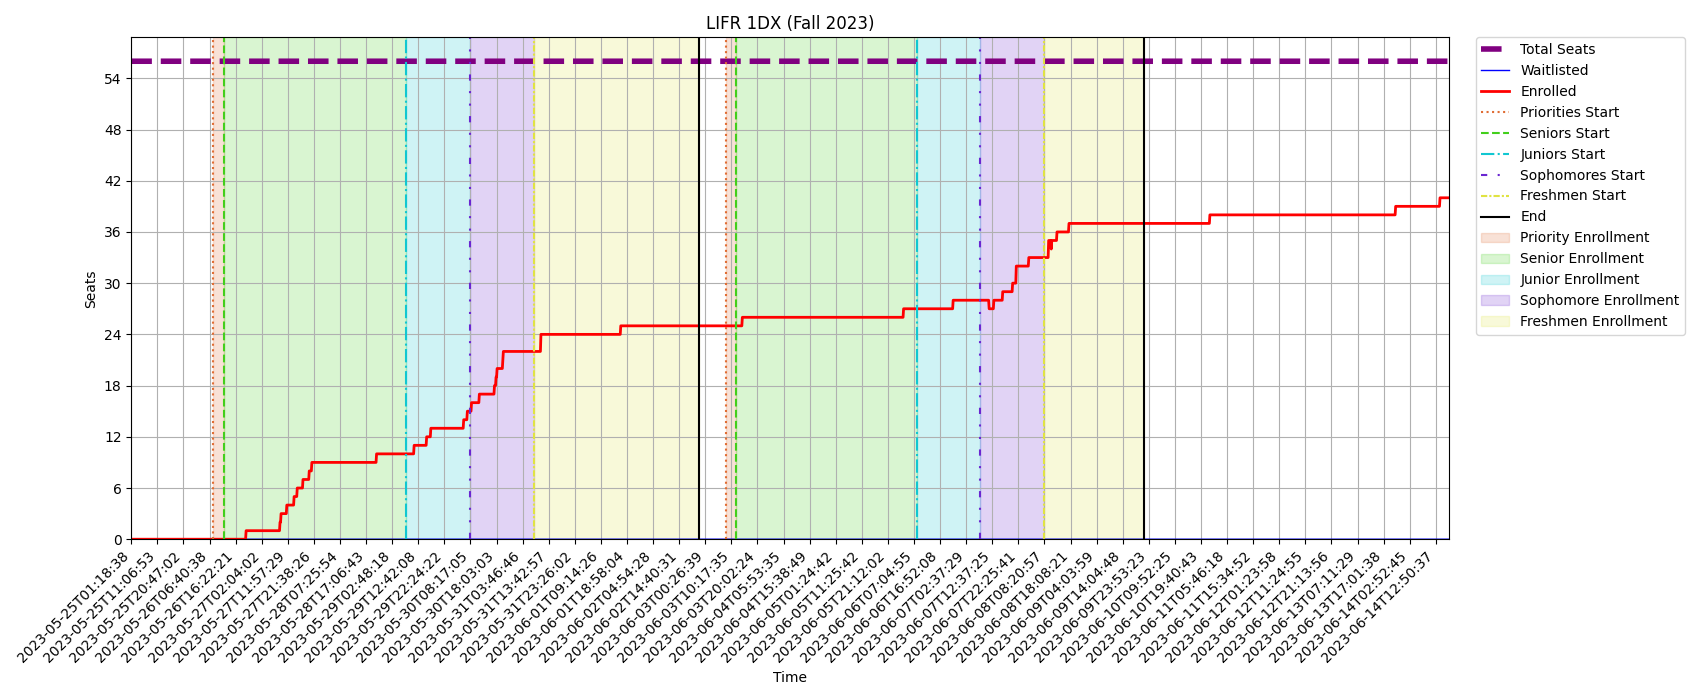 LIFR 1DX (Fall 2023)
Total Seats
Waitlisted
Enrolled
Priorities Start
Seniors Start
Juniors Start
Sophomores Start
Freshmen Start
End
Priority Enrollment
Senior Enrollment
Junior Enrollment
Sophomore Enrollment
Freshmen Enrollment
Seats
54
48
42
36
30
24
18
12
6
0
2023-05-25T01:18:38
2023-05-25T11:06:53
2023-05-25T20:47:02
2023-05-26T06:40:38
2023-05-26T16:22:21
2023-05-27T02:04:02
2023-05-27T11:57:29
2023-05-27T21:38:26
2023-05-28T07:25:54
2023-05-28T17:06:43
2023-05-29T02:48:18
2023-05-29T12:42:08
2023-05-29T22:24:22
2023-05-30T08:17:05
2023-05-30T18:03:03
2023-05-31T03:46:46
2023-05-31T13:42:57
2023-05-31T23:26:02
2023-06-01T09:14:26
2023-06-01T18:58:04
2023-06-02T04:54:28
2023-06-02T14:40:31
2023-06-03T00:26:39
2023-06-03T10:17:35
2023-06-03T20:02:24
2023-06-04T05:53:35
2023-06-04T15:38:49
2023-06-05T01:24:42
2023-06-05T11:25:42
2023-06-05T21:12:02
2023-06-06T07:04:55
2023-06-06T16:52:08
2023-06-07T02:37:29
2023-06-07T12:37:25
2023-06-07T22:25:41
2023-06-08T08:20:57
2023-06-08T18:08:21
2023-06-09T04:03:59
2023-06-09T14:04:48
2023-06-09T23:53:23
2023-06-10T09:52:25
2023-06-10T19:40:43
2023-06-11T05:46:18
2023-06-11T15:34:52
2023-06-12T01:23:58
2023-06-12T11:24:55
2023-06-12T21:13:56
2023-06-13T07:11:29
2023-06-13T17:01:38
2023-06-14T02:52:45
2023-06-14T12:50:37
Time